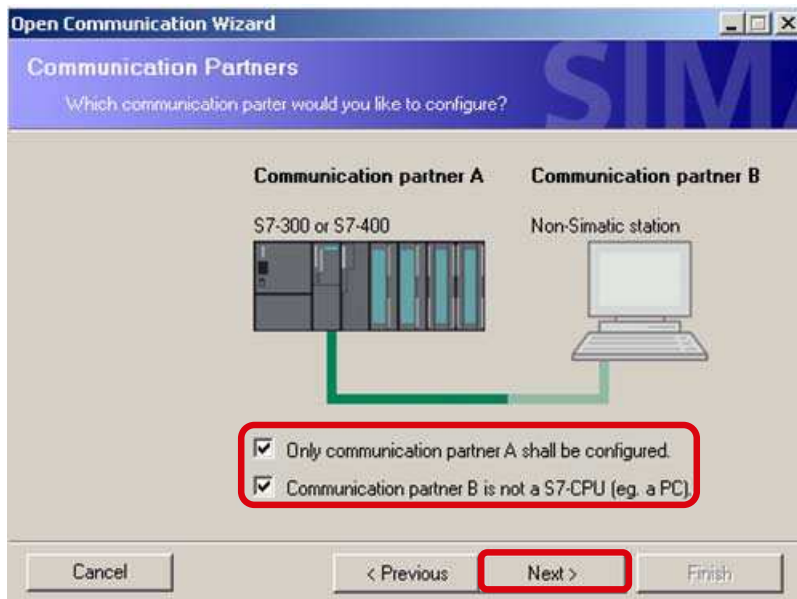 Open Communication Wizard
Communication Partners
Which communication parter would you like to configure?
SIMA
Communication partner A
Communication partner B
S7-300 or S7-400
Non-Simatic station
Only communication partner A shall be configured.
Communication partner B is not a S7-CPU (eg. a PC).
Cancel
< Previous
Next >
Finish